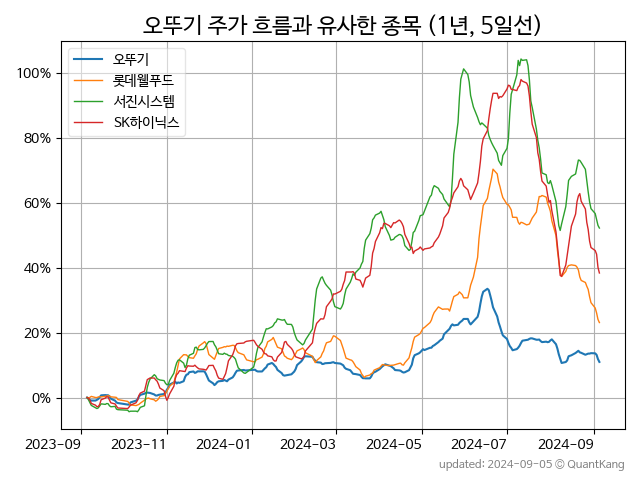 오뚜기 주가 흐름과 유사한 종목 (1년, 5일선)
오뚜기
롯데웰푸드
서진시스템
SK하이닉스
100%
80%
60%
40%
20%
0%
2023-09 2023-11 2024-01 2024-03 2024-05 2024-07 2024-09
updated: 2024-09-05 © QuantKang